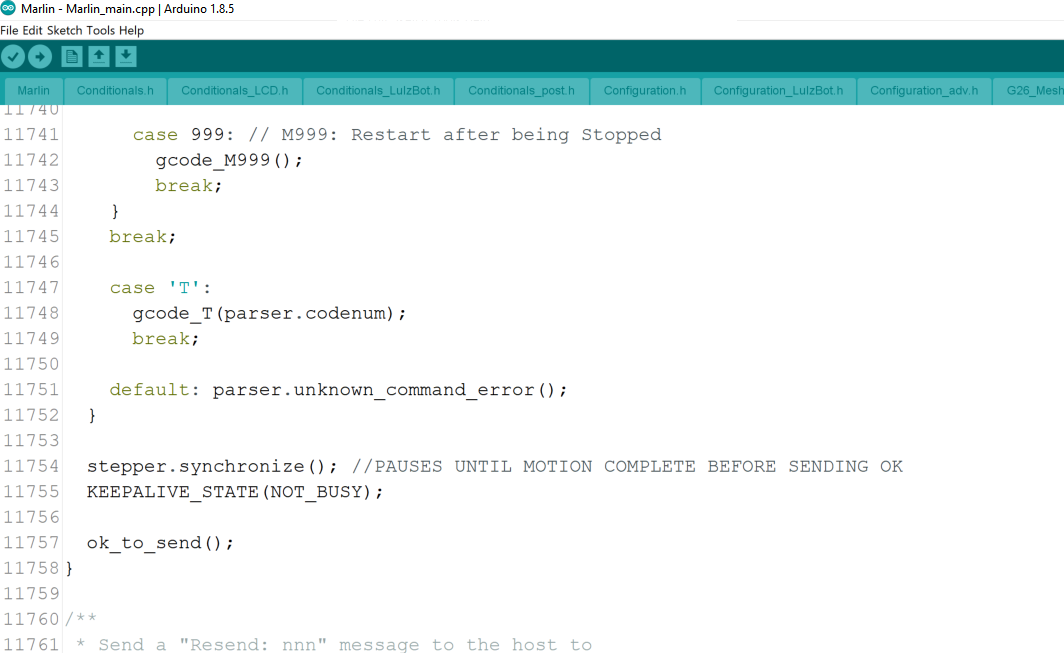 Marlin - Marlin_main.cpp | Arduino 1.8.5
File Edit Sketch Tools Help
Marlin Conditionals.h Conditionals_LCD.h Conditionals_LulzBot.h Conditionals_post.h Configuration.h Configuration_LulzBot.h Configuration_adv.h G26_Mesh
11740
11741 case 999: // M999: Restart after being Stopped
11742 gcode_M999();
11743 break;
11744 }
11745 break;
11746
11747 case 'T':
11748 gcode_T(parser.codenum);
11749 break;
11750
11751 default: parser.unknown_command_error();
11752 }
11753
11754 stepper.synchronize(); //PAUSES UNTIL MOTION COMPLETE BEFORE SENDING OK
11755 KEEPALIVE_STATE(NOT_BUSY);
11756
11757 ok_to_send();
11758 }
11759
11760 /**
11761 * Send a "Resend: nnn" message to the host to